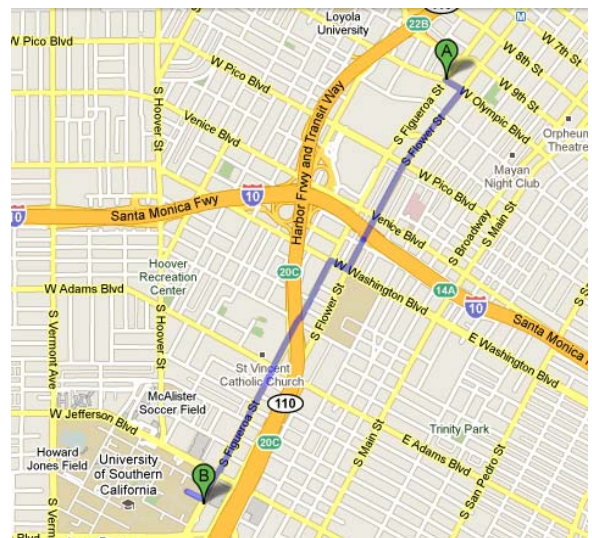 Loyola
University
22B
M
W 7th St
W 8th St
W 9th St
W Pico Blvd
W Pico Blvd
A
S Hoover St
S Figueroa St
W Olympic Blvd
Harbor Frwy and Transit Way
Venice Blvd
S Flower St
Orpheum
Theatre
Mayan
Night Club
W Pico Blvd
S Broadway
S Main St
Venice Blvd
10
10
Santa Monica Fwy
20C
W Washington Blvd
14A
10
Hoover
Recreation
Center
W Adams Blvd
S Flower St
Santa Monica
E Washington Blvd
S Vermont Ave
S Hoover St
St Vincent
Catholic Church
McAlister
Soccer Field
110
W Jefferson Blvd
S Figueroa St
20C
S Main St
Trinity Park
E Adams Blvd
Howard
Jones Field
University
of Southern
California
B
S San Pedro St
S Verm
Blvd